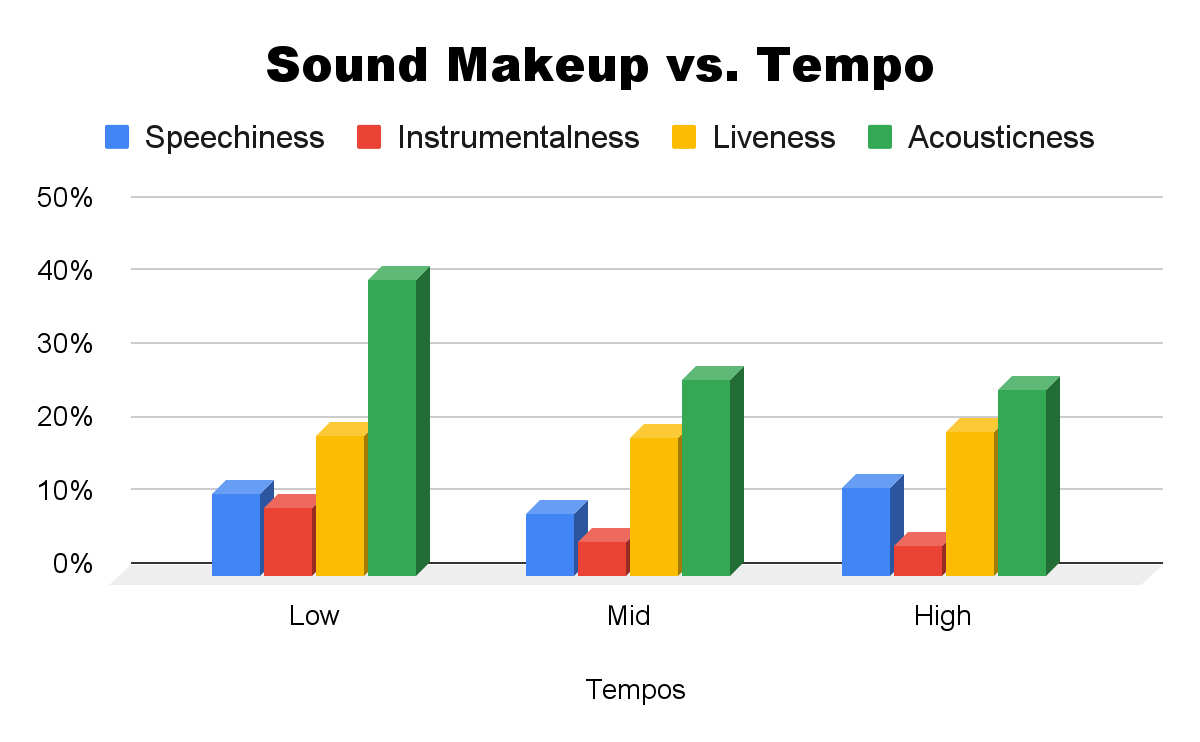 Sound Makeup vs. Tempo
Speechiness Instrumentalness Liveness Acousticness
50%
40%
30%
20%
10%
0%
Low Mid High
Tempos